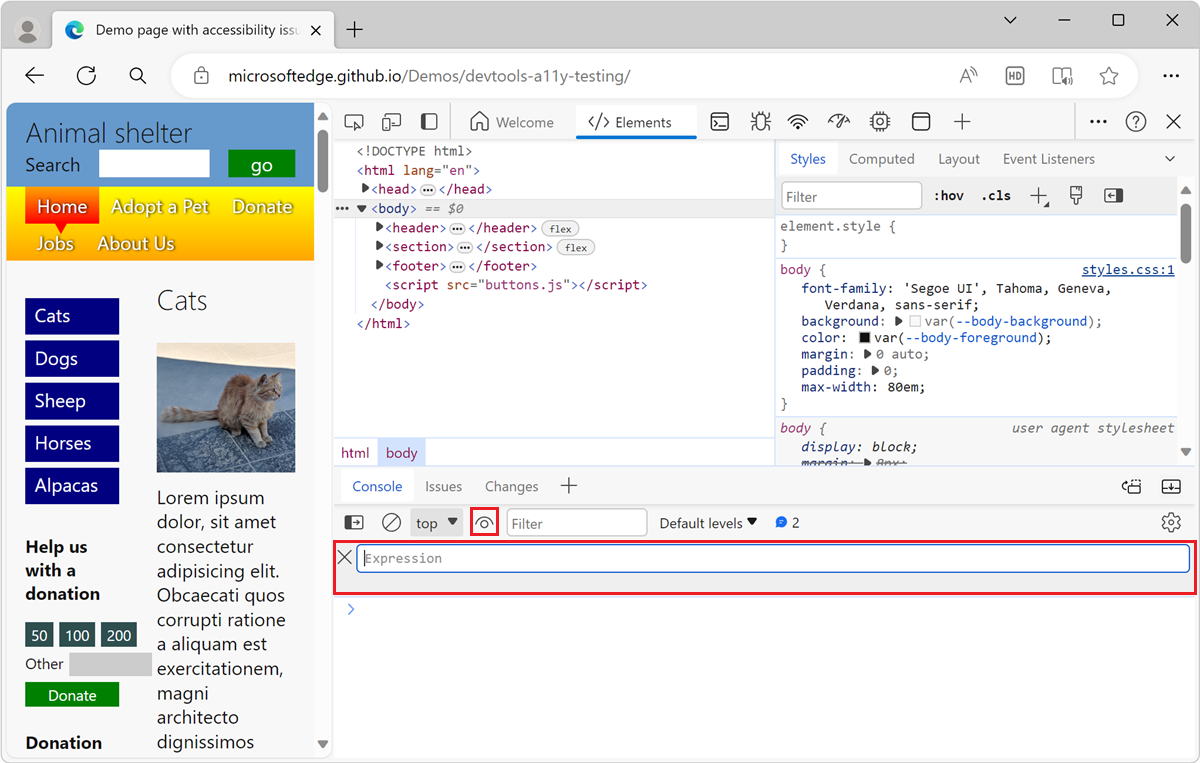 Demo page with accessibility issu
microsoftedge.github.io/Demos/devtools-a11y-testing/
A
HD
Animal shelter
Search
go
Home Adopt a Pet Donate
Jobs About Us
Cats
Dogs
Sheep
Horses
Alpacas
Help us
with a
donation
50 100 200
Other
Donate
Donation
Cats
Lorem ipsum
dolor, sit amet
consectetur
adipisicing elit.
Obcaecati quos
corrupti ratione
a aliquam est
exercitationem,
magni
architecto
dignissimos
Welcome </> Elements
<!DOCTYPE html>
<html lang="en">
<head> … </head>
… <body> == $0
<header> … </header> flex
<section> … </section> flex
<footer> … </footer>
<script src="buttons.js"></script>
</body>
</html>
html body
Styles Computed Layout Event Listeners
Filter :hov .cls
element.style {
}
body { styles.css:1
font-family: 'Segoe UI', Tahoma, Geneva,
Verdana, sans-serif;
background: var(--body-background);
color: var(--body-foreground);
margin: 0 auto;
padding: 0;
max-width: 80em;
}
body { user agent stylesheet
display: block;
margin: 8px;
Console Issues Changes
top Filter Default levels 2
Expression